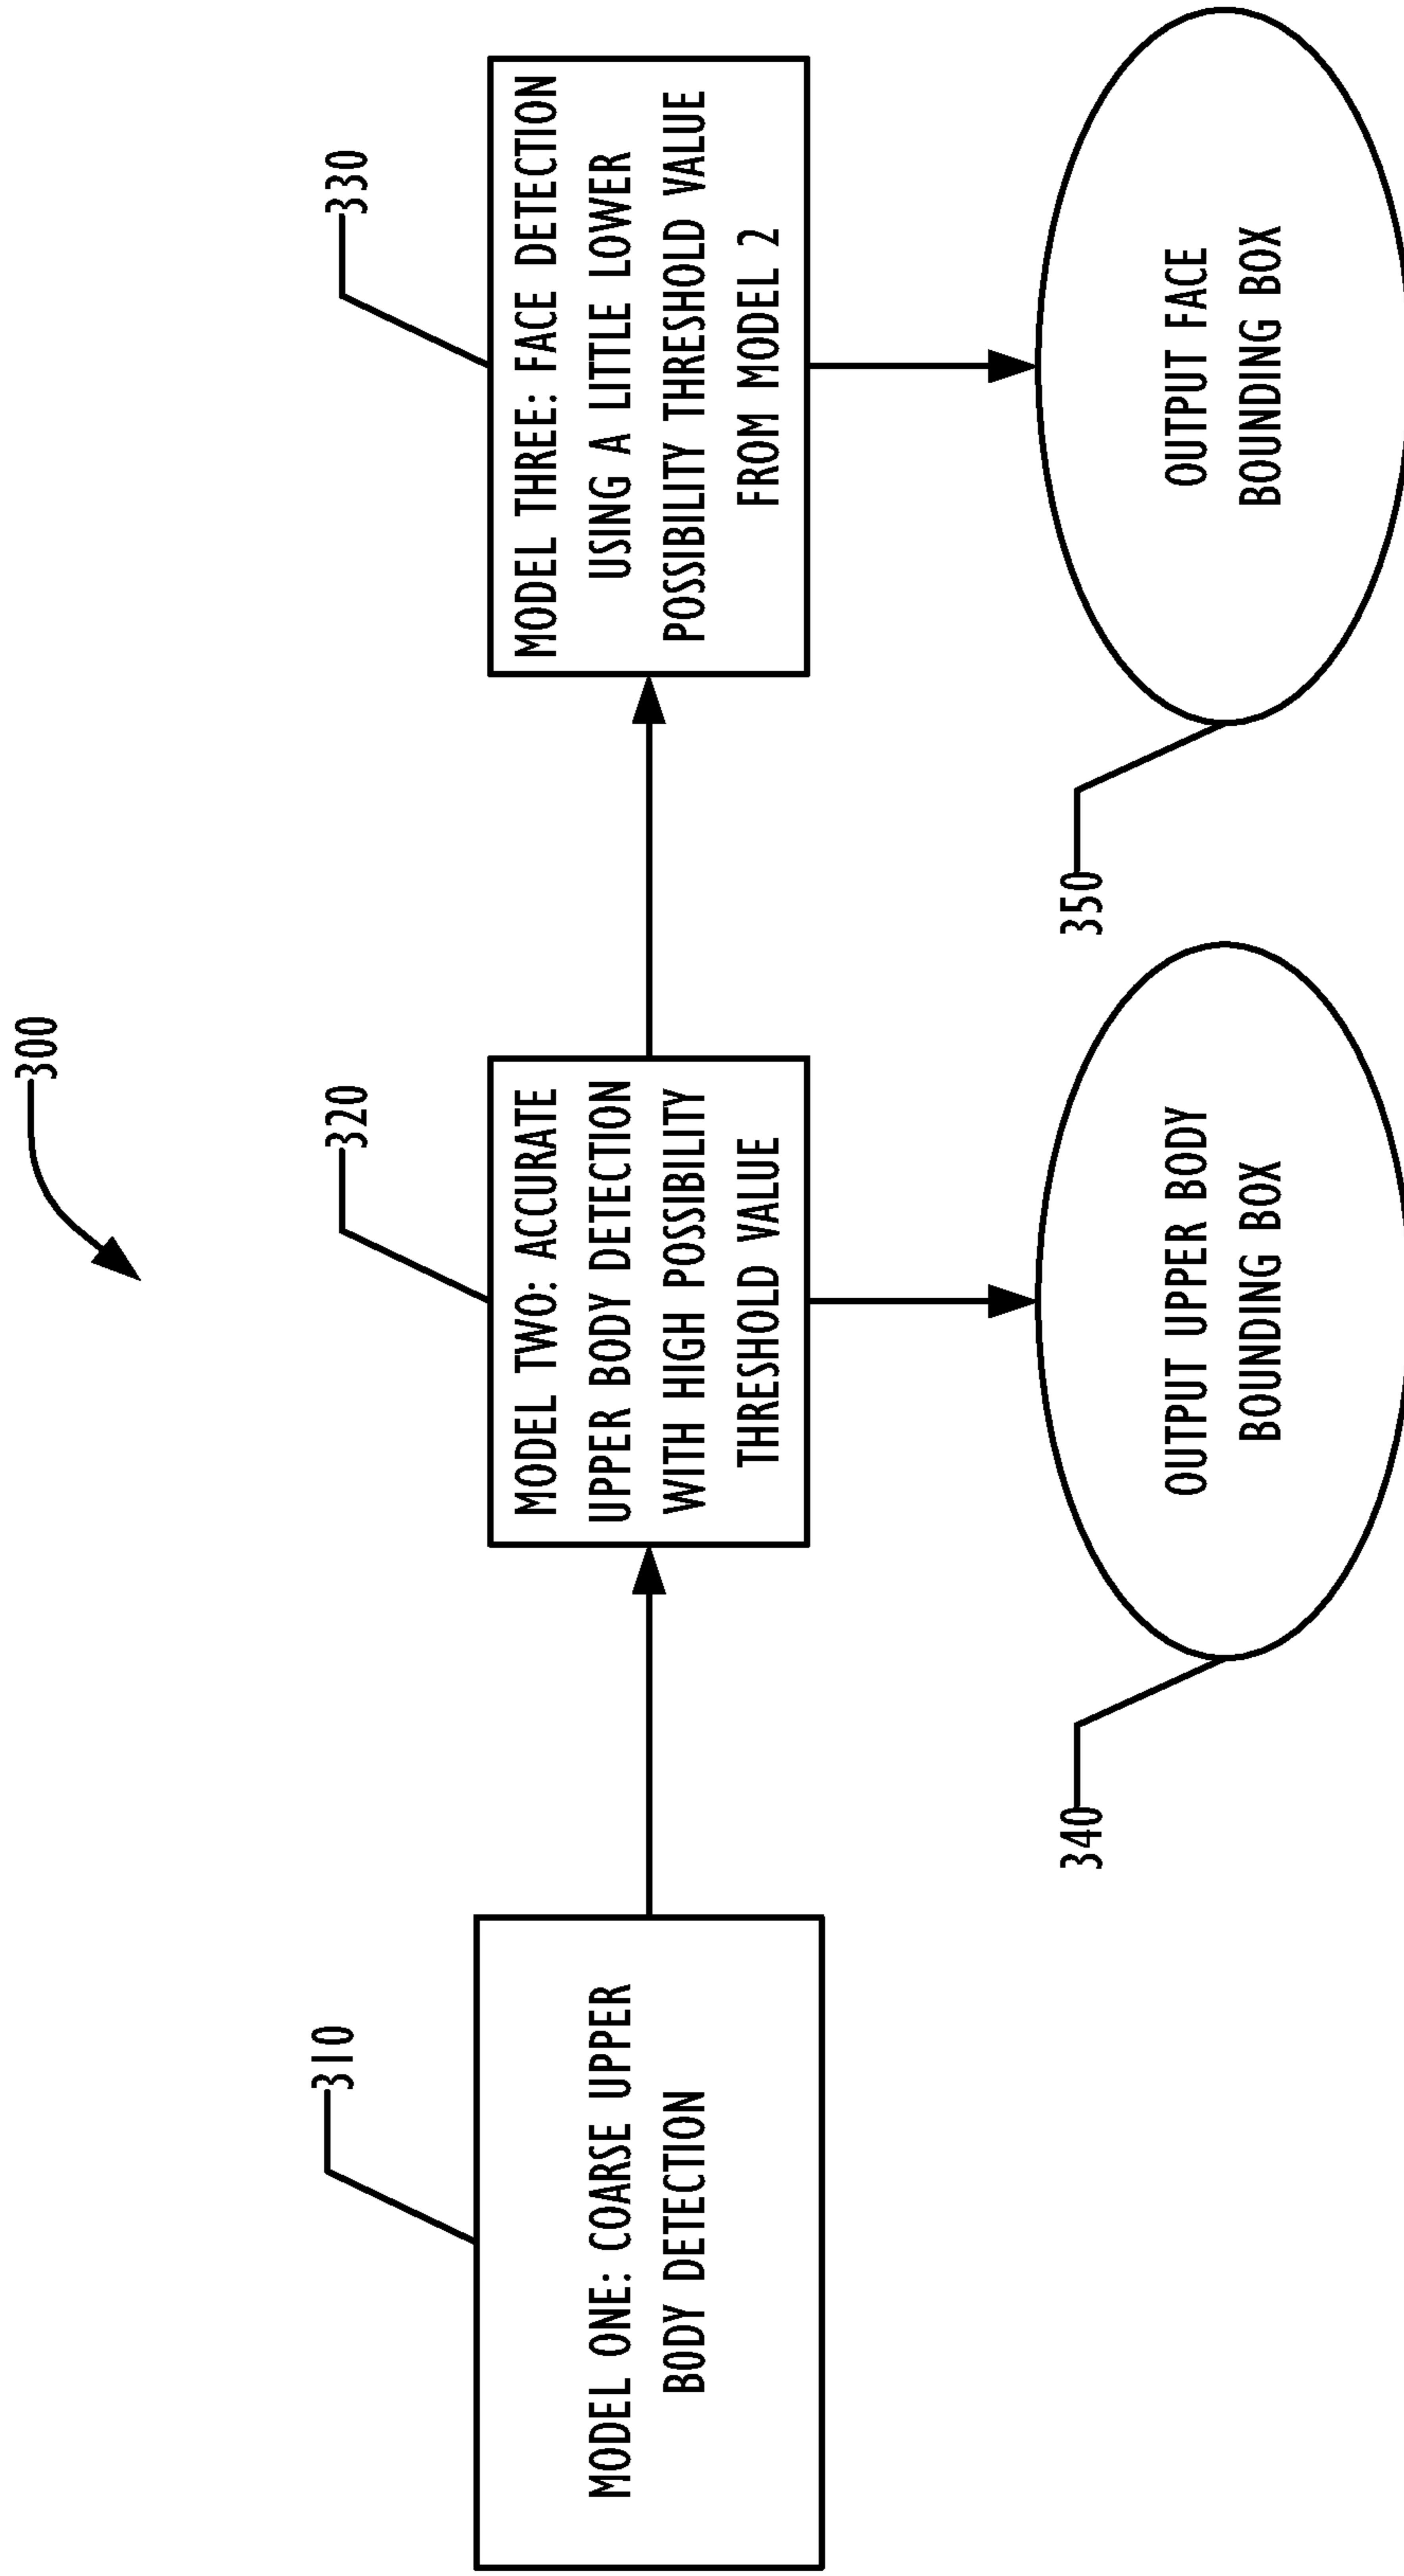 300
310
MODEL ONE: COARSE UPPER
BODY DETECTION
320
MODEL TWO: ACCURATE
UPPER BODY DETECTION
WITH HIGH POSSIBILITY
THRESHOLD VALUE
330
MODEL THREE: FACE DETECTION
USING A LITTLE LOWER
POSSIBILITY THRESHOLD VALUE
FROM MODEL 2
340
OUTPUT UPPER BODY
BOUNDING BOX
350
OUTPUT FACE
BOUNDING BOX